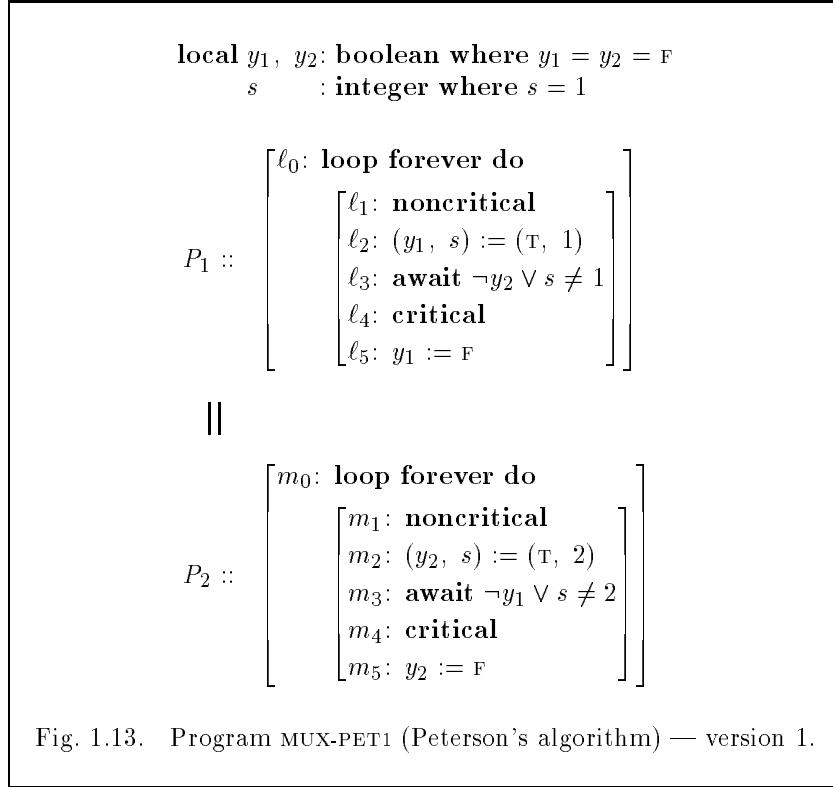 local y₁, y₂: boolean where y₁ = y₂ = F
s : integer where s = 1
ℓ₀: loop forever do
ℓ₁: noncritical
ℓ₂: (y₁, s) := (T, 1)
P₁ :: ℓ₃: await ¬y₂ ∨ s ≠ 1
ℓ₄: critical
ℓ₅: y₁ := F
||
m₀: loop forever do
m₁: noncritical
m₂: (y₂, s) := (T, 2)
P₂ :: m₃: await ¬y₁ ∨ s ≠ 2
m₄: critical
m₅: y₂ := F
Fig. 1.13. Program MUX-PET1 (Peterson's algorithm) — version 1.